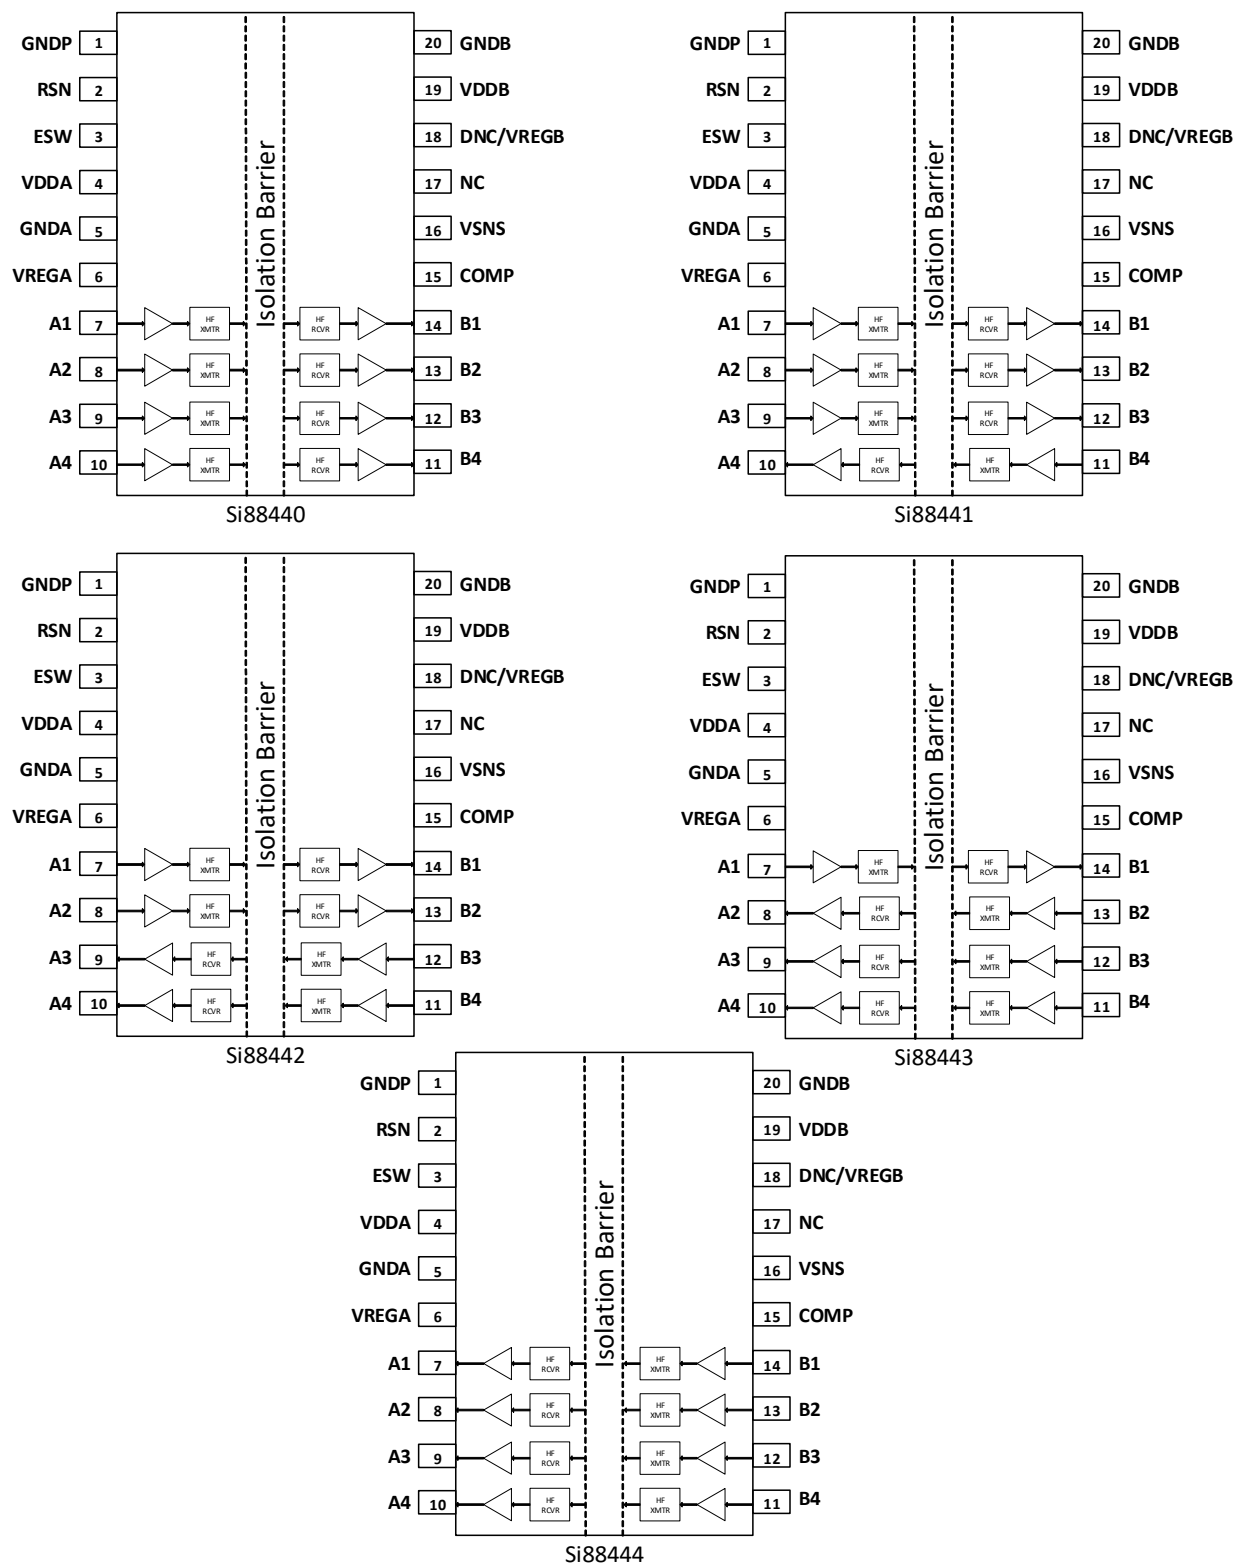 GNDP 1 20 GNDB
RSN 2 19 VDDB
ESW 3 18 DNC/VREGB
VDDA 4 17 NC
GNDA 5 16 VSNS
VREGA 6 15 COMP
Isolation Barrier
A1 7 HF XMTR HF RCVR 14 B1
A2 8 HF XMTR HF RCVR 13 B2
A3 9 HF XMTR HF RCVR 12 B3
A4 10 HF XMTR HF RCVR 11 B4
Si88440
GNDP 1 20 GNDB
RSN 2 19 VDDB
ESW 3 18 DNC/VREGB
VDDA 4 17 NC
GNDA 5 16 VSNS
VREGA 6 15 COMP
Isolation Barrier
A1 7 HF XMTR HF RCVR 14 B1
A2 8 HF XMTR HF RCVR 13 B2
A3 9 HF XMTR HF RCVR 12 B3
A4 10 HF RCVR HF XMTR 11 B4
Si88441
GNDP 1 20 GNDB
RSN 2 19 VDDB
ESW 3 18 DNC/VREGB
VDDA 4 17 NC
GNDA 5 16 VSNS
VREGA 6 15 COMP
Isolation Barrier
A1 7 HF XMTR HF RCVR 14 B1
A2 8 HF XMTR HF RCVR 13 B2
A3 9 HF RCVR HF XMTR 12 B3
A4 10 HF RCVR HF XMTR 11 B4
Si88442
GNDP 1 20 GNDB
RSN 2 19 VDDB
ESW 3 18 DNC/VREGB
VDDA 4 17 NC
GNDA 5 16 VSNS
VREGA 6 15 COMP
Isolation Barrier
A1 7 HF XMTR HF RCVR 14 B1
A2 8 HF RCVR HF XMTR 13 B2
A3 9 HF RCVR HF XMTR 12 B3
A4 10 HF RCVR HF XMTR 11 B4
Si88443
GNDP 1 20 GNDB
RSN 2 19 VDDB
ESW 3 18 DNC/VREGB
VDDA 4 17 NC
GNDA 5 16 VSNS
VREGA 6 15 COMP
Isolation Barrier
A1 7 HF RCVR HF XMTR 14 B1
A2 8 HF RCVR HF XMTR 13 B2
A3 9 HF RCVR HF XMTR 12 B3
A4 10 HF RCVR HF XMTR 11 B4
Si88444